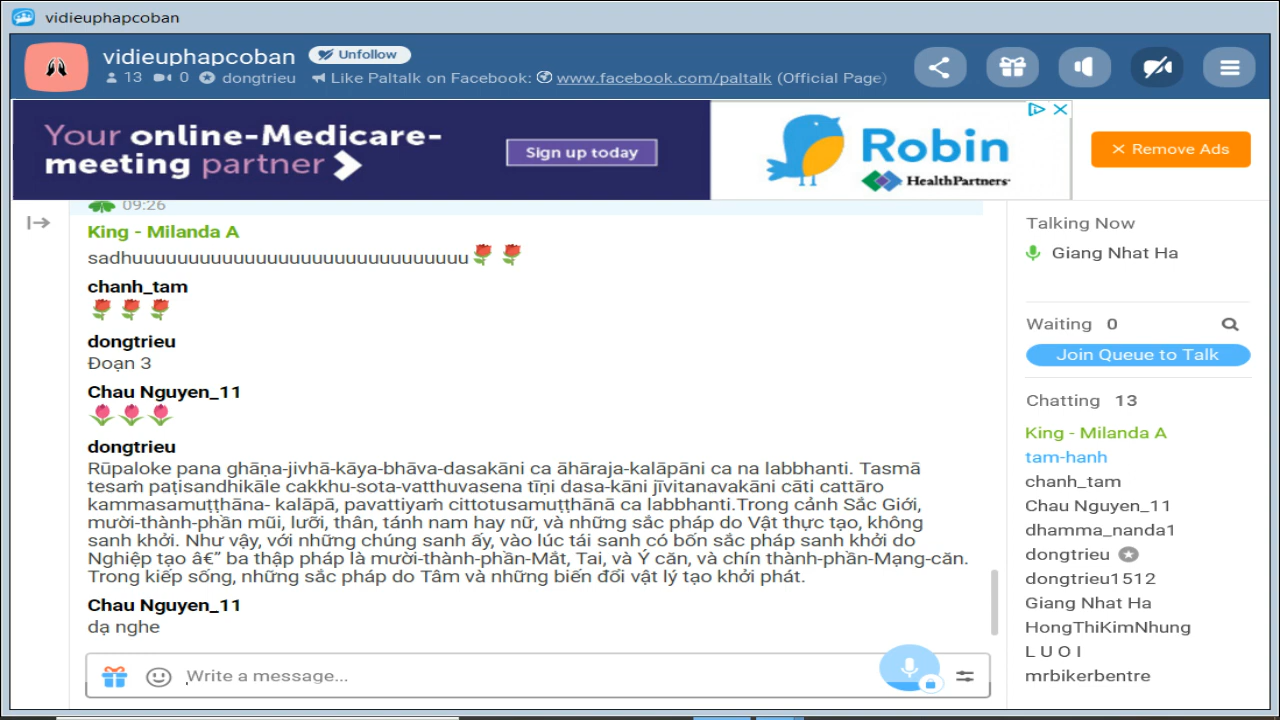 vidieuphapcoban
vidieuphapcoban Unfollow
13 0 dongtrieu Like Paltalk on Facebook: www.facebook.com/paltalk (Official Page)
Your online-Medicare-
meeting partner
Sign up today
Robin
HealthPartners
Remove Ads
09:26
King - Milanda A
sadhuuuuuuuuuuuuuuuuuuuuuuuuuuuuuu
chanh_tam
dongtrieu
Đoạn 3
Chau Nguyen_11
dongtrieu
Rūpaloke pana ghāṇa-jivhā-kāya-bhāva-dasakāni ca āhāraja-kalāpāni ca na labbhanti. Tasmā
tesaṁ paṭisandhikāle cakkhu-sota-vatthuvasena tīṇi dasa-kāni jīvitanavakāni cāti cattāro
kammasamuṭṭhāna- kalāpā, pavattiyaṁ cittotusamuṭṭhānā ca labbhanti.Trong cảnh Sắc Giới,
mười-thành-phần mũi, lưỡi, thân, tánh nam hay nữ, và những sắc pháp do Vật thực tạo, không
sanh khởi. Như vậy, với những chúng sanh ấy, vào lúc tái sanh có bốn sắc pháp sanh khởi do
Nghiệp tạo â€” ba thập pháp là mười-thành-phần-Mắt, Tai, và Ý căn, và chín thành-phần-Mạng-căn.
Trong kiếp sống, những sắc pháp do Tâm và những biến đổi vật lý tạo khởi phát.
Chau Nguyen_11
dạ nghe
Write a message...
Talking Now
Giang Nhat Ha
Waiting 0
Join Queue to Talk
Chatting 13
King - Milanda A
tam-hanh
chanh_tam
Chau Nguyen_11
dhamma_nanda1
dongtrieu
dongtrieu1512
Giang Nhat Ha
HongThiKimNhung
L U O I
mrbikerbentre